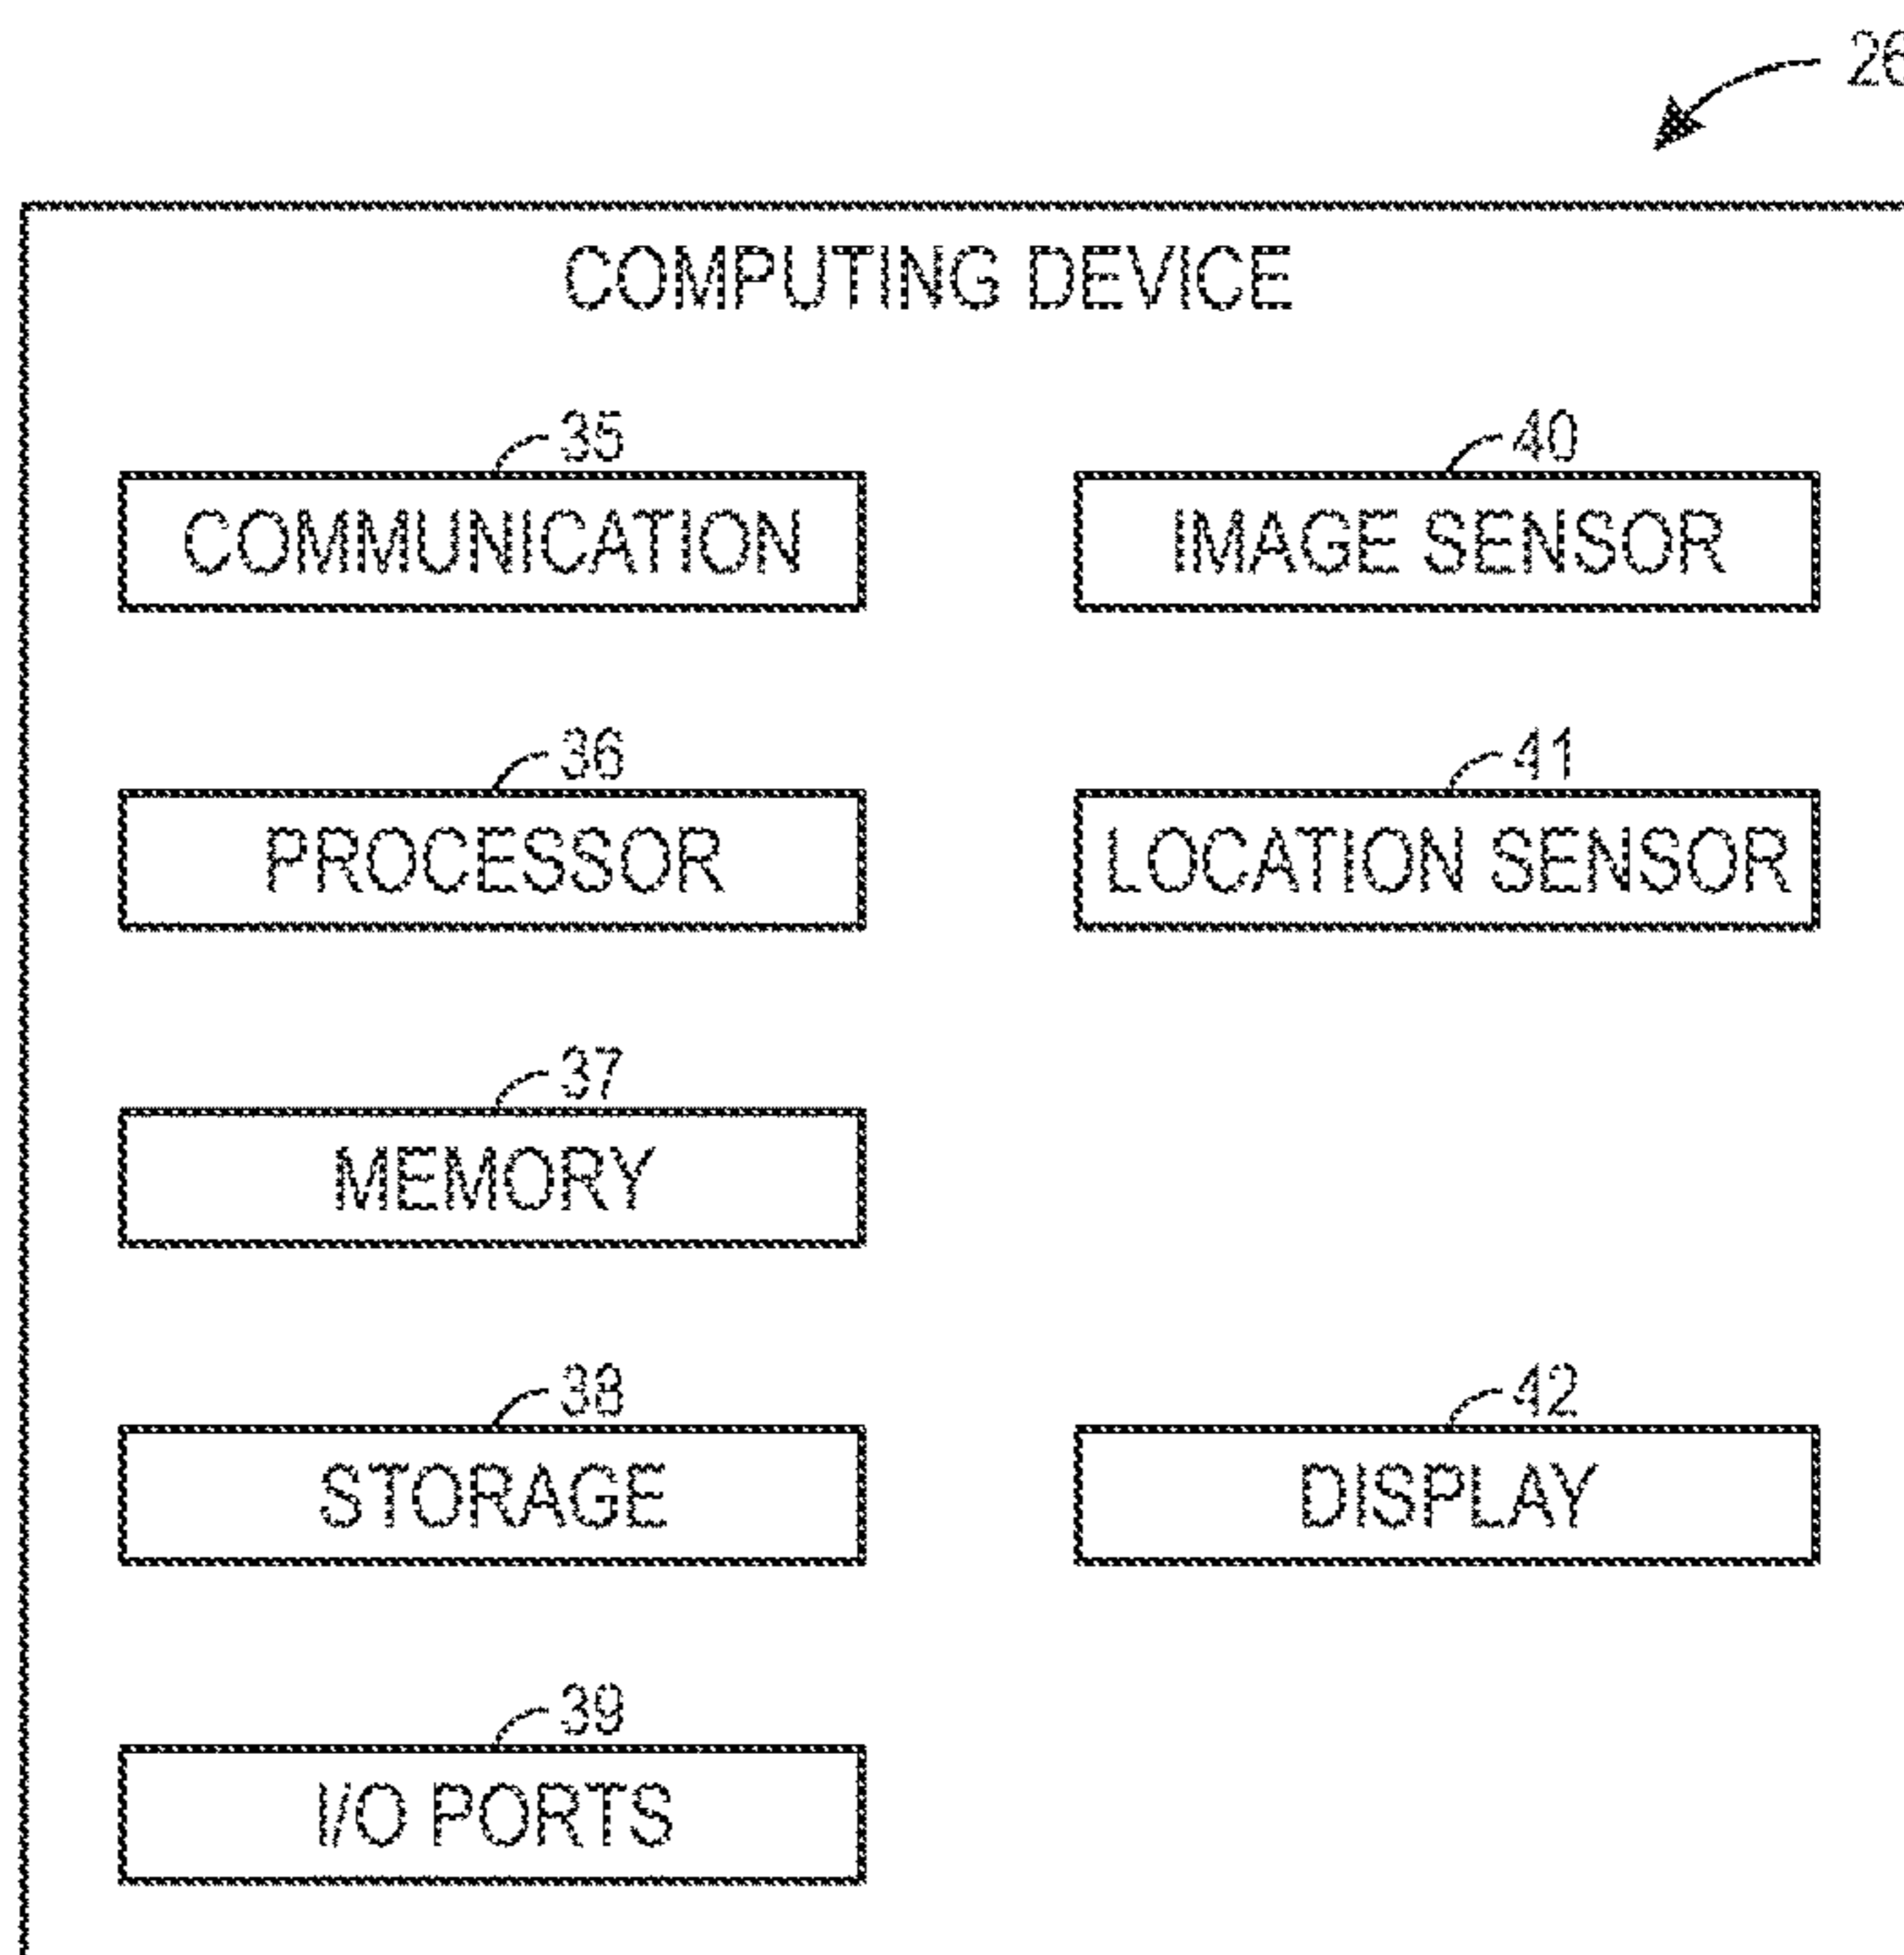 26
COMPUTING DEVICE
35
COMMUNICATION
40
IMAGE SENSOR
36
PROCESSOR
41
LOCATION SENSOR
37
MEMORY
38
STORAGE
42
DISPLAY
39
I/O PORTS